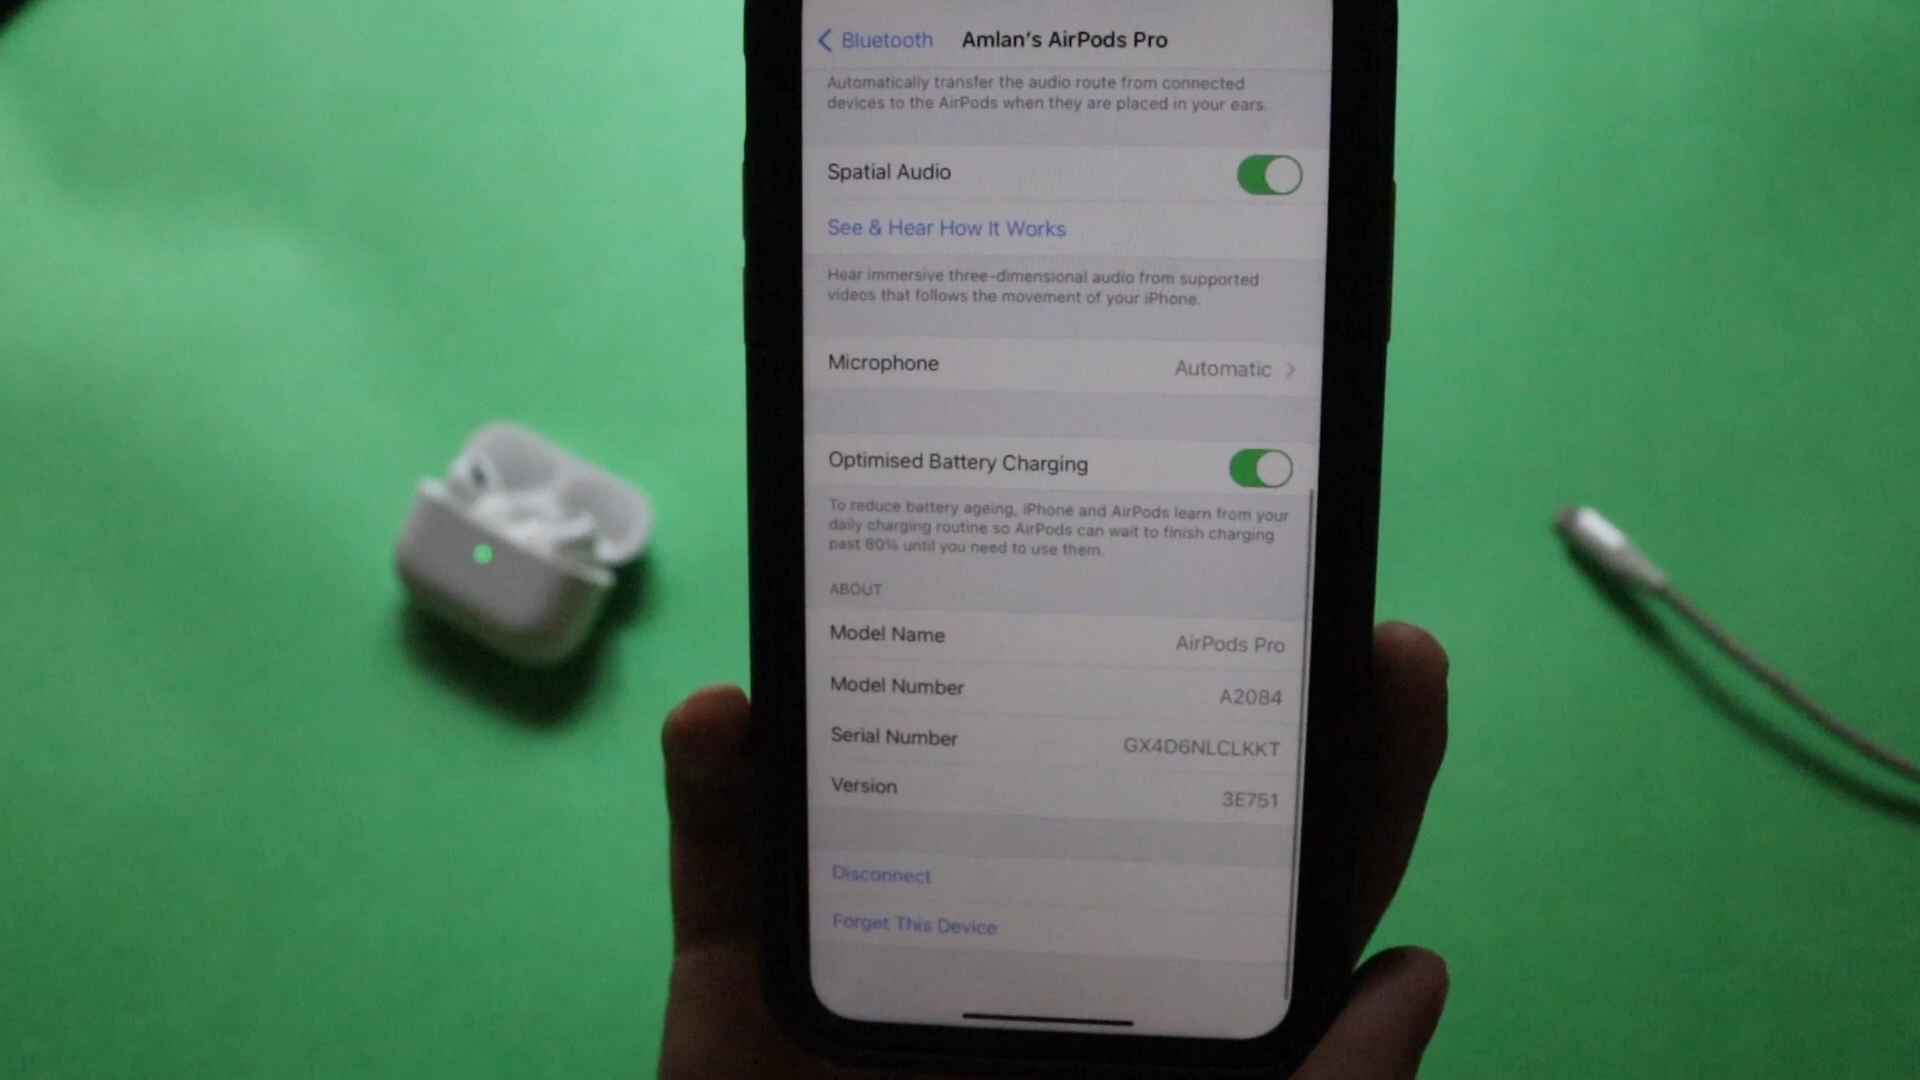 Bluetooth Amlan's AirPods Pro
Automatically transfer the audio route from connected
devices to the AirPods when they are placed in your ears.
Spatial Audio
See & Hear How It Works
Hear immersive three-dimensional audio from supported
videos that follows the movement of your iPhone.
Microphone Automatic
Optimised Battery Charging
To reduce battery ageing, iPhone and AirPods learn from your
daily charging routine so AirPods can wait to finish charging
past 80% until you need to use them.
ABOUT
Model Name AirPods Pro
Model Number A2084
Serial Number GX4D6NLCLKKT
Version 3E751
Disconnect
Forget This Device